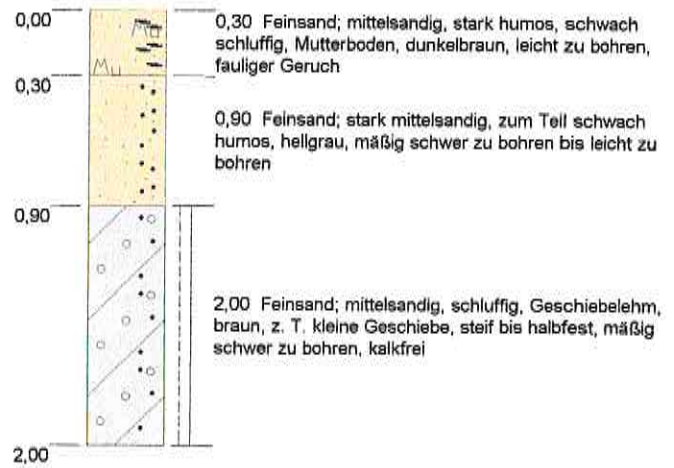 0,00
0,30 Feinsand; mittelsandig, stark humos, schwach
schluffig, Mutterboden, dunkelbraun, leicht zu bohren,
fauliger Geruch
Mu
Mu
0,30
0,90 Feinsand; stark mittelsandig, zum Teil schwach
humos, hellgrau, mäßig schwer zu bohren bis leicht zu
bohren
0,90
2,00 Feinsand; mittelsandig, schluffig, Geschiebelehm,
braun, z. T. kleine Geschiebe, steif bis halbfest, mäßig
schwer zu bohren, kalkfrei
2,00